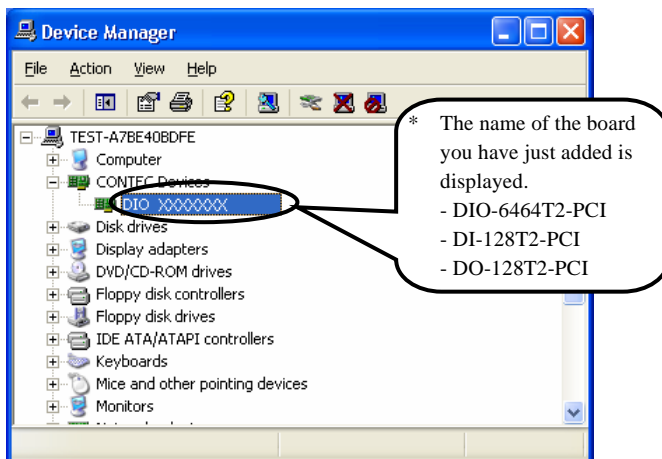 Device Manager
File Action View Help
TEST-A7BE40BDFE
Computer
CONTEC Devices
DIO XXXXXXX
Disk drives
Display adapters
DVD/CD-ROM drives
Floppy disk controllers
Floppy disk drives
IDE ATA/ATAPI controllers
Keyboards
Mice and other pointing devices
Monitors
* The name of the board
you have just added is
displayed.
- DIO-6464T2-PCI
- DI-128T2-PCI
- DO-128T2-PCI